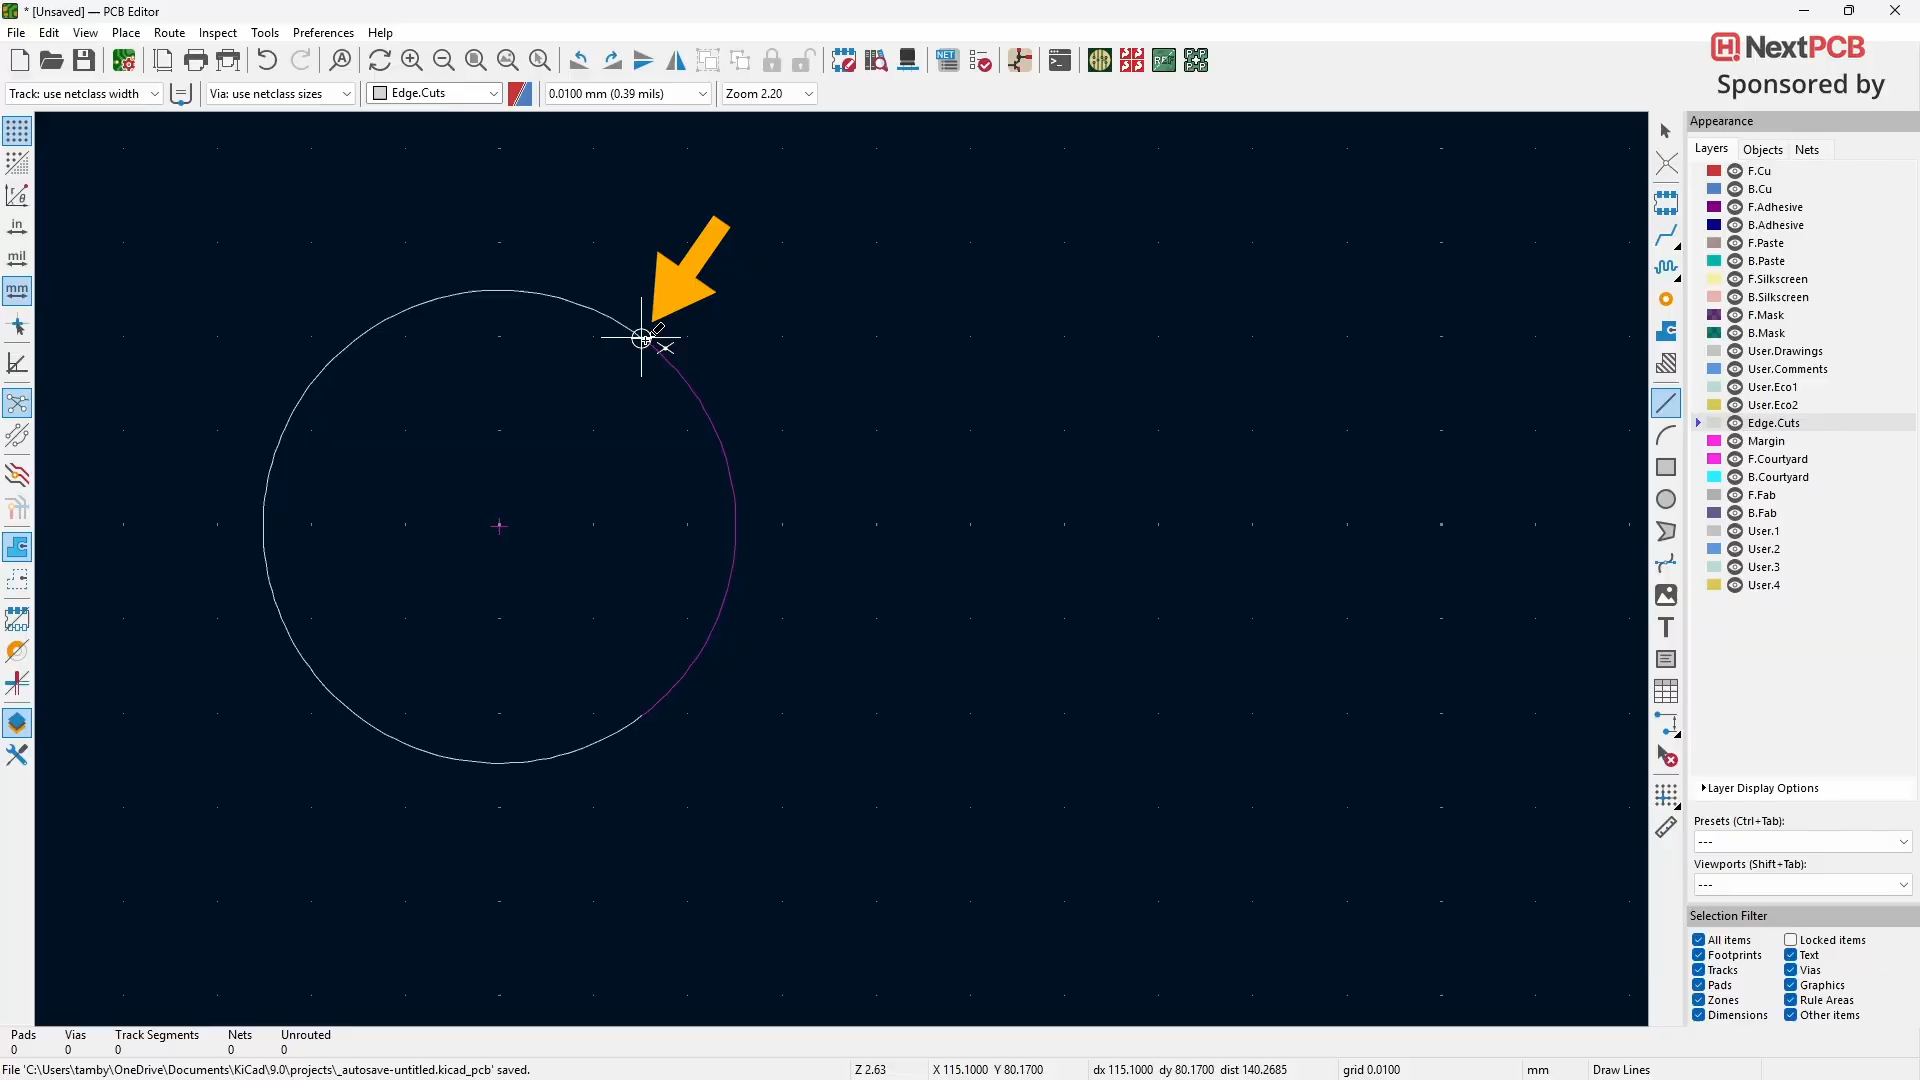 * [Unsaved] — PCB Editor
File Edit View Place Route Inspect Tools Preferences Help
NextPCB
Sponsored by
Track: use netclass width Via: use netclass sizes Edge.Cuts 0.0100 mm (0.39 mils) Zoom 2.20
Appearance
Layers Objects Nets
F.Cu
B.Cu
F.Adhesive
B.Adhesive
F.Paste
B.Paste
F.Silkscreen
B.Silkscreen
F.Mask
B.Mask
User.Drawings
User.Comments
User.Eco1
User.Eco2
Edge.Cuts
Margin
F.Courtyard
B.Courtyard
F.Fab
B.Fab
User.1
User.2
User.3
User.4
in
mil
mm
Layer Display Options
Presets (Ctrl+Tab):
---
Viewports (Shift+Tab):
---
Selection Filter
All items Locked items
Footprints Text
Tracks Vias
Pads Graphics
Zones Rule Areas
Dimensions Other items
Pads Vias Track Segments Nets Unrouted
0 0 0 0 0
File 'C:\Users\tamby\OneDrive\Documents\KiCad\9.0\projects\_autosave-untitled.kicad_pcb' saved. Z 2.63 X 115.1000 Y 80.1700 dx 115.1000 dy 80.1700 dist 140.2685 grid 0.0100 mm Draw Lines